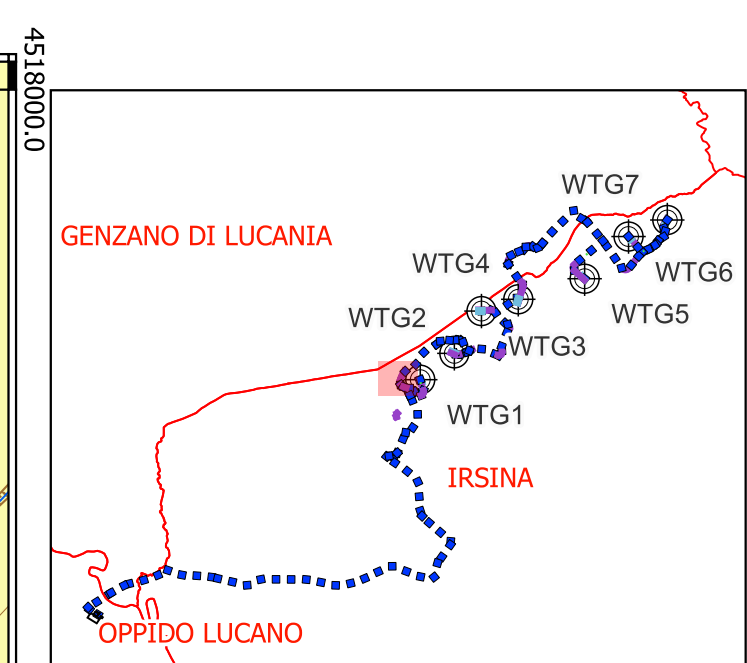 4518000.0
WTG7
GENZANO DI LUCANIA
WTG4
WTG6
WTG5
WTG2
WTG3
WTG1
IRSINA
OPPIDO LUCANO